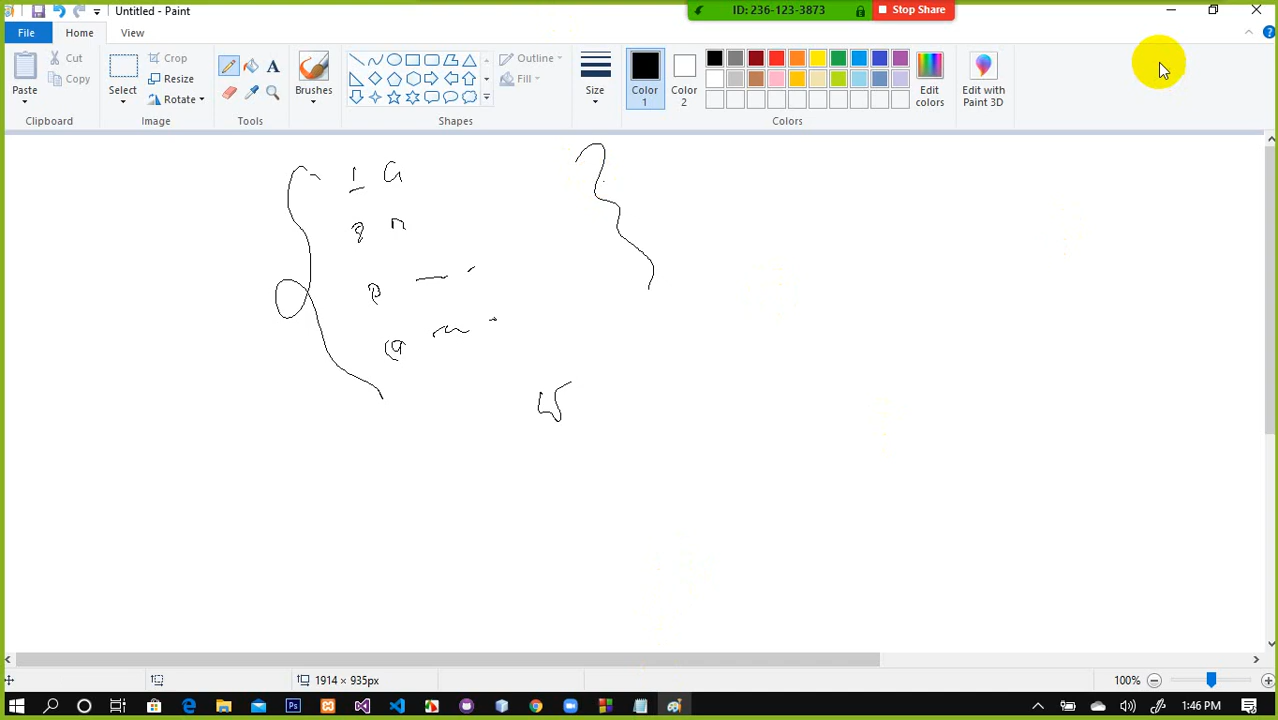 Untitled - Paint
ID: 236-123-3873
Stop Share
File
Home
View
Paste
Cut
Copy
Clipboard
Select
Crop
Resize
Rotate
Image
A
Tools
Brushes
Outline
Fill
Shapes
Size
Color 1
Color 2
Edit colors
Edit with Paint 3D
Colors
1 a
1914 × 935px
100%
1:46 PM